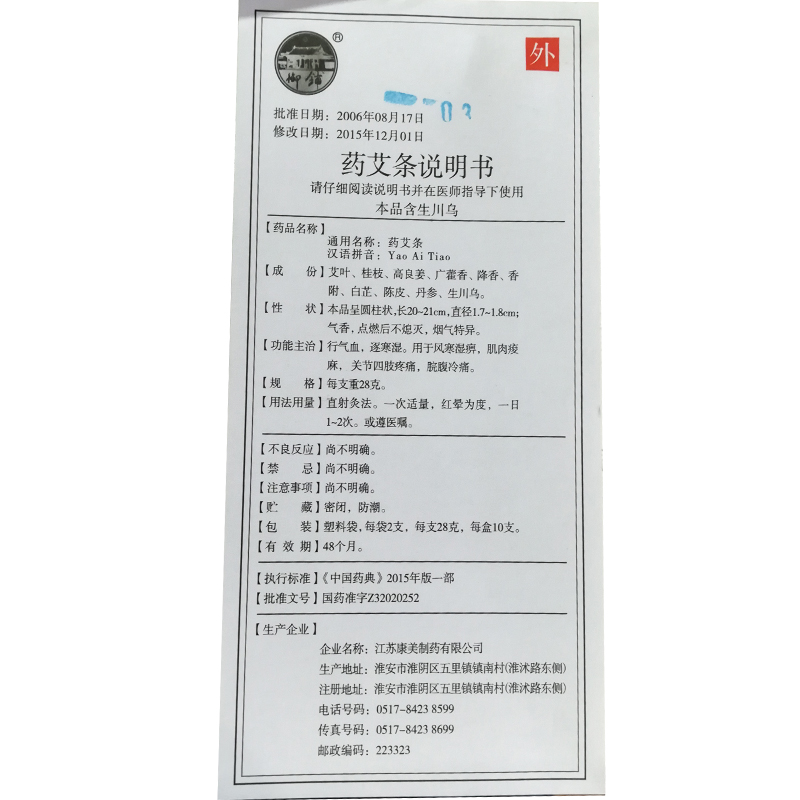 御锦
®
外
03
批准日期：2006年08月17日
修改日期：2015年12月01日
药艾条说明书
请仔细阅读说明书并在医师指导下使用
本品含生川乌
【药品名称】
通用名称：药艾条
汉语拼音：Yao Ai Tiao
【成　　份】艾叶、桂枝、高良姜、广藿香、降香、香
附、白芷、陈皮、丹参、生川乌。
【性　　状】本品呈圆柱状,长20~21cm,直径1.7~1.8cm;
气香,点燃后不熄灭,烟气特异。
【功能主治】行气血，逐寒湿。用于风寒湿痹，肌肉痠
麻，关节四肢疼痛，脘腹冷痛。
【规　　格】每支重28克。
【用法用量】直射灸法。一次适量，红晕为度，一日
1~2次。或遵医嘱。
【不良反应】尚不明确。
【禁　　忌】尚不明确。
【注意事项】尚不明确。
【贮　　藏】密闭，防潮。
【包　　装】塑料袋,每袋2支，每支28克，每盒10支。
【有 效 期】48个月。
【执行标准】《中国药典》2015年版一部
【批准文号】国药准字Z32020252
【生产企业】
企业名称：江苏康美制药有限公司
生产地址：淮安市淮阴区五里镇镇南村(淮沭路东侧)
注册地址：淮安市淮阴区五里镇镇南村(淮沭路东侧)
电话号码：0517-8423 8599
传真号码：0517-8423 8699
邮政编码：223323